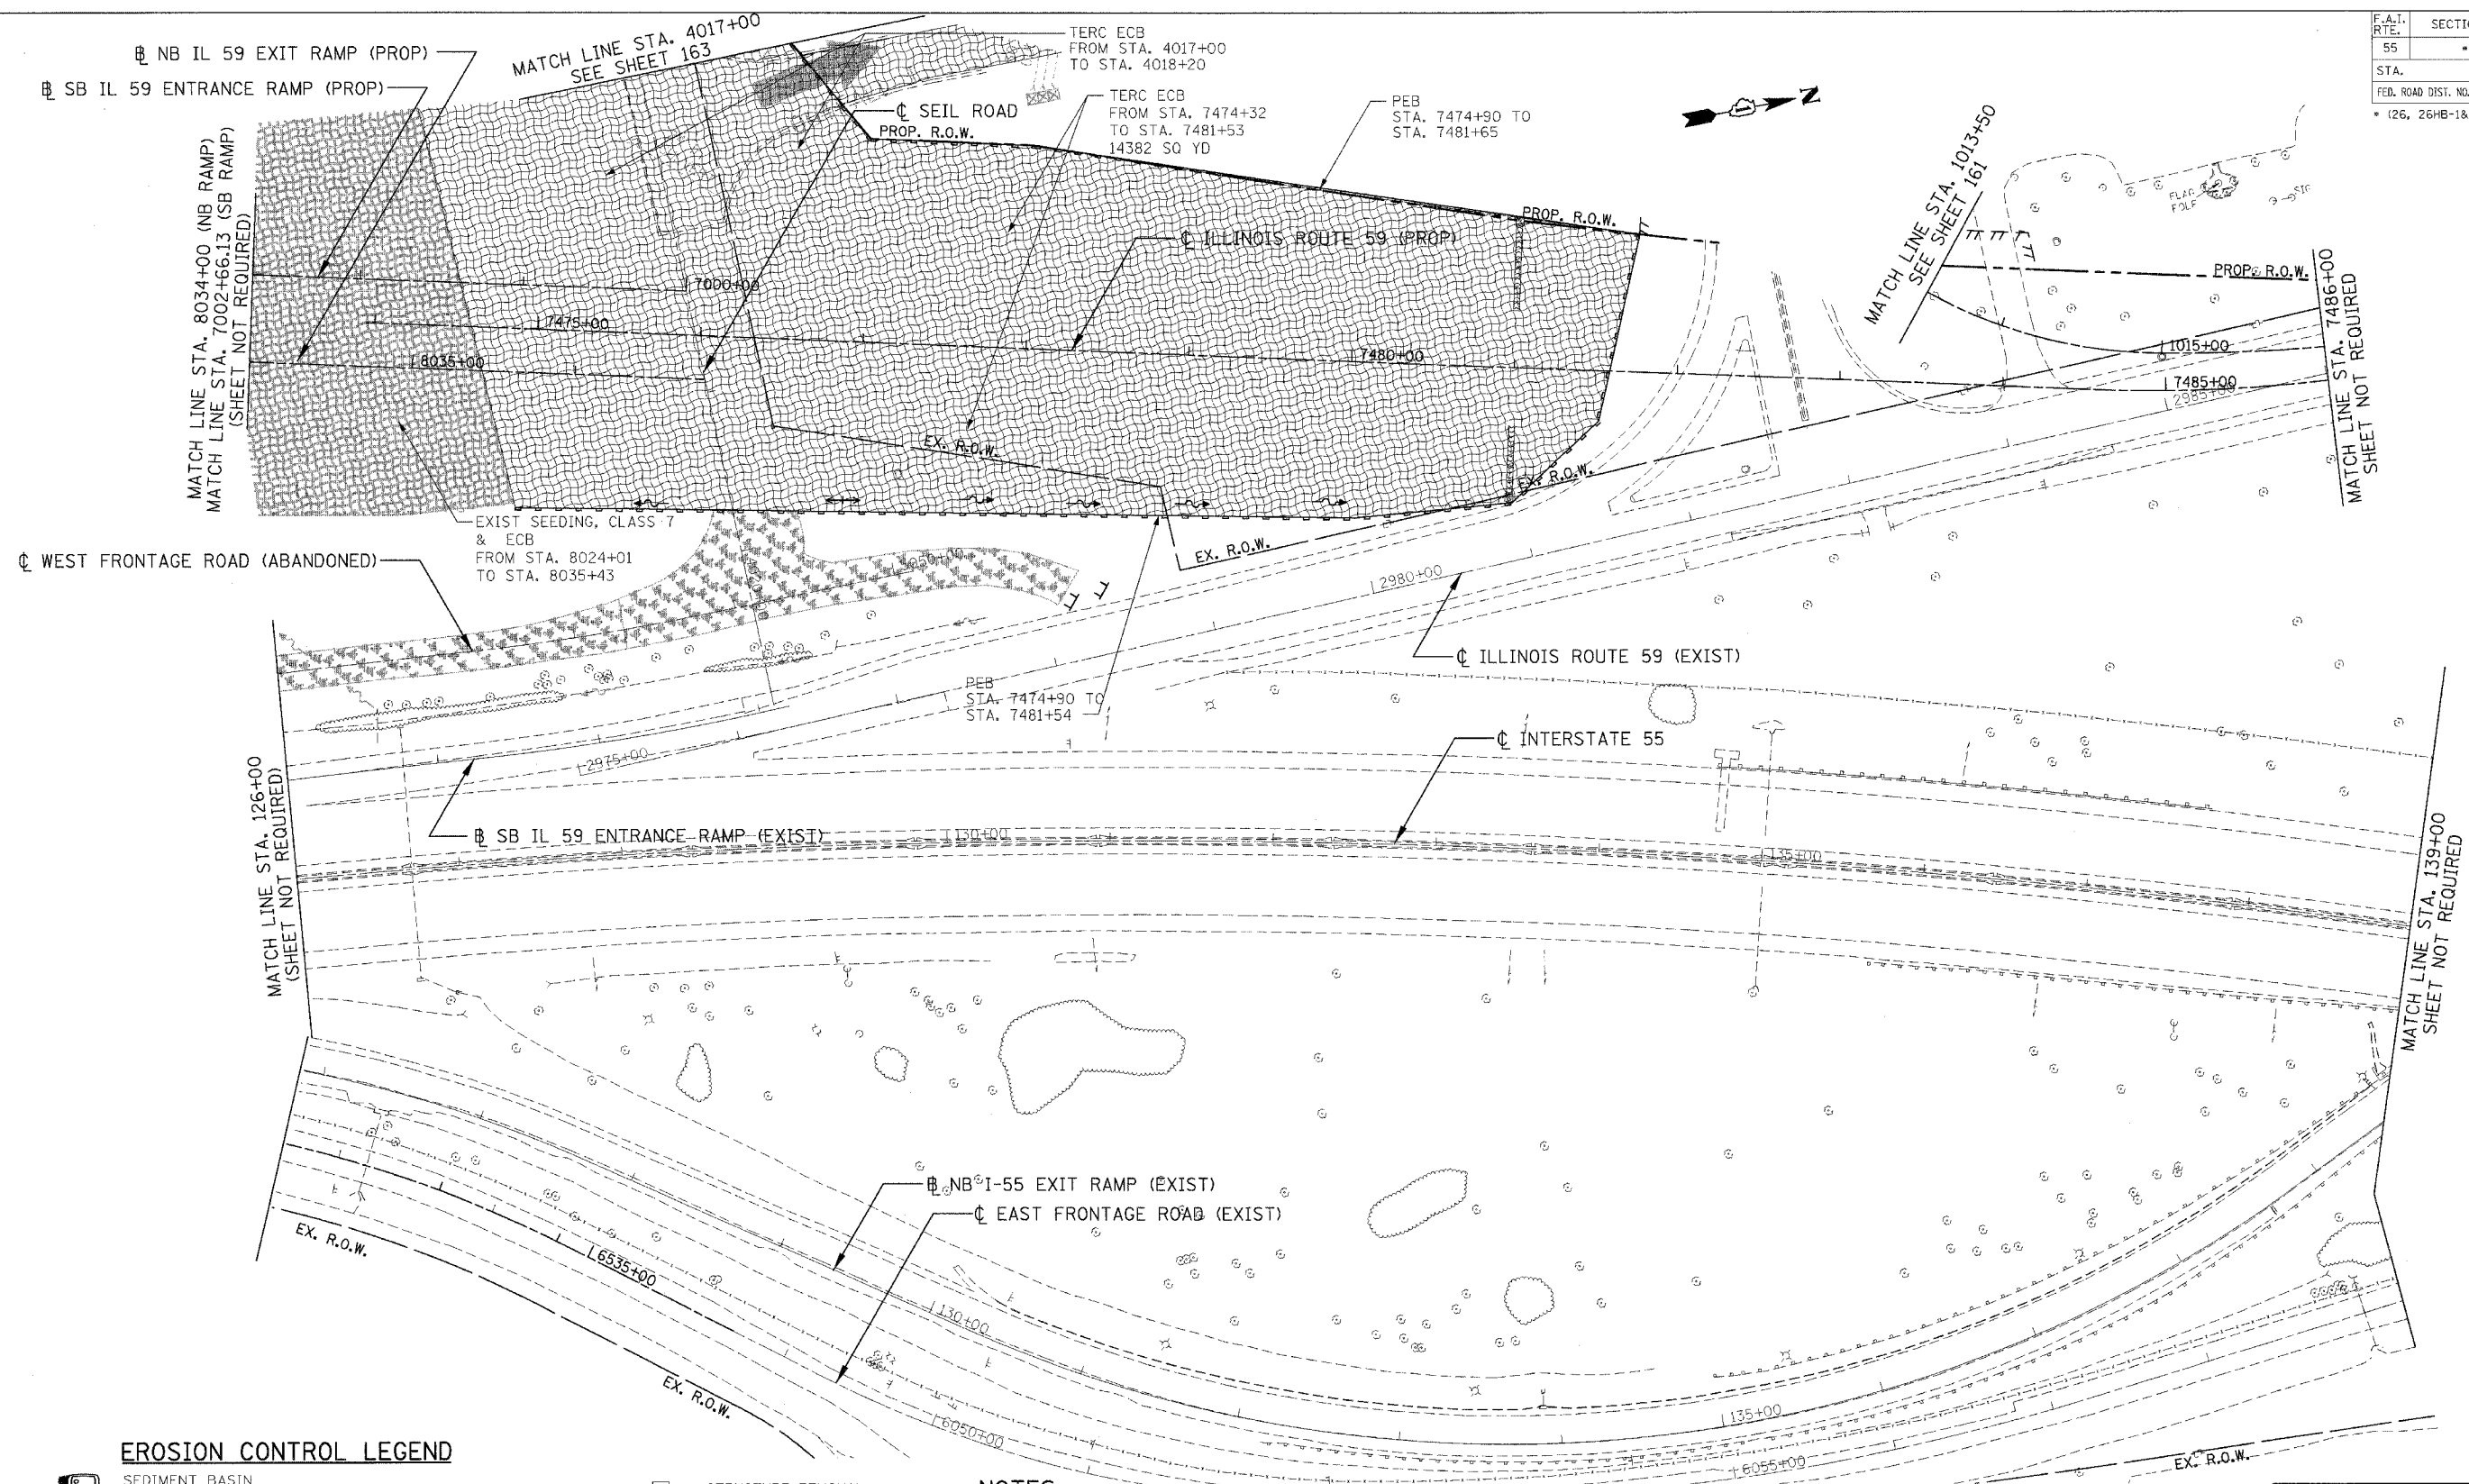 F.A.I.
RTE.
55
*
STA.
FED. ROAD DIST. NO.
₧ NB IL 59 EXIT RAMP (PROP)
₧ SB IL 59 ENTRANCE RAMP (PROP)
MATCH LINE STA. 4017+00
SEE SHEET 163
TERC ECB
FROM STA. 4017+00
TO STA. 4018+20
℄ SEIL ROAD
PROP. R.O.W.
TERC ECB
FROM STA. 7474+32
TO STA. 7481+53
14382 SQ YD
PEB
STA. 7474+90 TO
STA. 7481+65
N
MATCH LINE STA. 1013+50
SEE SHEET 161
FLAG
SIG
MATCH LINE STA. 8034+00 (NB RAMP)
MATCH LINE STA. 7002+66.13 (SB RAMP)
(SHEET NOT REQUIRED)
PROP. R.O.W.
℄ ILLINOIS ROUTE 59 (PROP)
PROP. R.O.W.
7000+00
7475+00
8035+00
7480+00
1015+00
7485+00
2985+00
MATCH LINE STA. 7486+00
SHEET NOT REQUIRED
EX. R.O.W.
EX. R.O.W.
EX. R.O.W.
EXIST SEEDING, CLASS 7
& ECB
FROM STA. 8024+01
TO STA. 8035+43
℄ WEST FRONTAGE ROAD (ABANDONED)
2980+00
℄ ILLINOIS ROUTE 59 (EXIST)
PEB
STA. 7474+90 TO
STA. 7481+54
2975+00
℄ INTERSTATE 55
MATCH LINE STA. 126+00
(SHEET NOT REQUIRED)
₧ SB IL 59 ENTRANCE RAMP (EXIST)
130+00
135+00
MATCH LINE STA. 139+00
SHEET NOT REQUIRED
₧ NB I-55 EXIT RAMP (EXIST)
℄ EAST FRONTAGE ROAD (EXIST)
EX. R.O.W.
6535+00
130+00
EX. R.O.W.
6050+00
135+00
6055+00
EX. R.O.W.
EROSION CONTROL LEGEND
SEDIMENT BASIN
NOTES